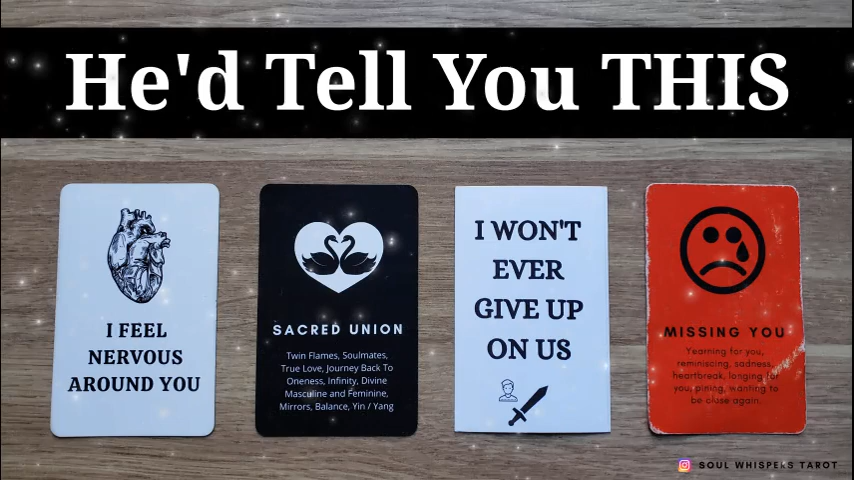 He'd Tell You THIS
I FEEL
NERVOUS
AROUND YOU
SACRED UNION
Twin Flames, Soulmates,
True Love, Journey Back To
Oneness, Infinity, Divine
Masculine and Feminine,
Mirrors, Balance, Yin / Yang
I WON'T
EVER
GIVE UP
ON US
MISSING YOU
Yearning for you,
reminiscing, sadness,
heartbreak, longing for
you, pining, wanting to
be close again.
SOUL WHISPERS TAROT